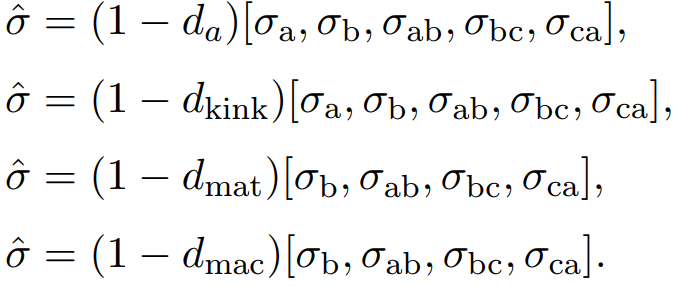 σ̂ = (1 − d_a)[σ_a, σ_b, σ_ab, σ_bc, σ_ca],
σ̂ = (1 − d_kink)[σ_a, σ_b, σ_ab, σ_bc, σ_ca],
σ̂ = (1 − d_mat)[σ_b, σ_ab, σ_bc, σ_ca],
σ̂ = (1 − d_mac)[σ_b, σ_ab, σ_bc, σ_ca].